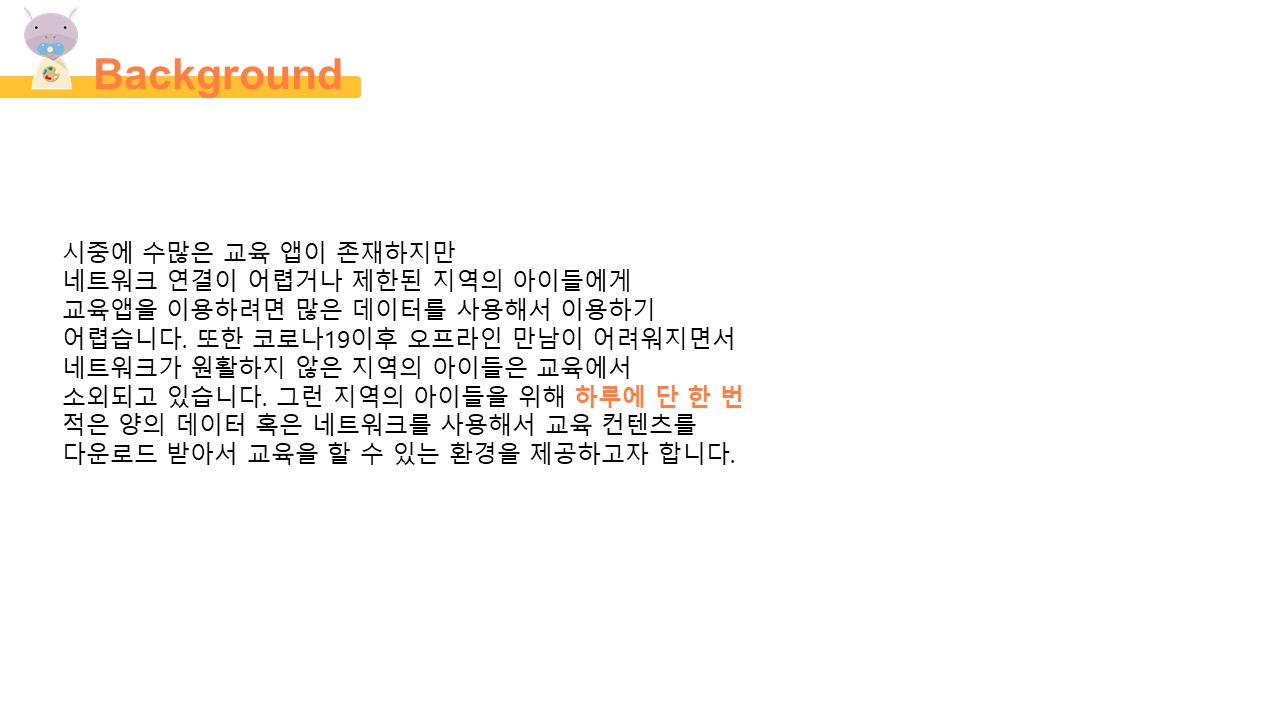 Background
시중에 수많은 교육 앱이 존재하지만
네트워크 연결이 어렵거나 제한된 지역의 아이들에게
교육앱을 이용하려면 많은 데이터를 사용해서 이용하기
어렵습니다. 또한 코로나19이후 오프라인 만남이 어려워지면서
네트워크가 원활하지 않은 지역의 아이들은 교육에서
소외되고 있습니다. 그런 지역의 아이들을 위해 하루에 단 한 번
적은 양의 데이터 혹은 네트워크를 사용해서 교육 컨텐츠를
다운로드 받아서 교육을 할 수 있는 환경을 제공하고자 합니다.